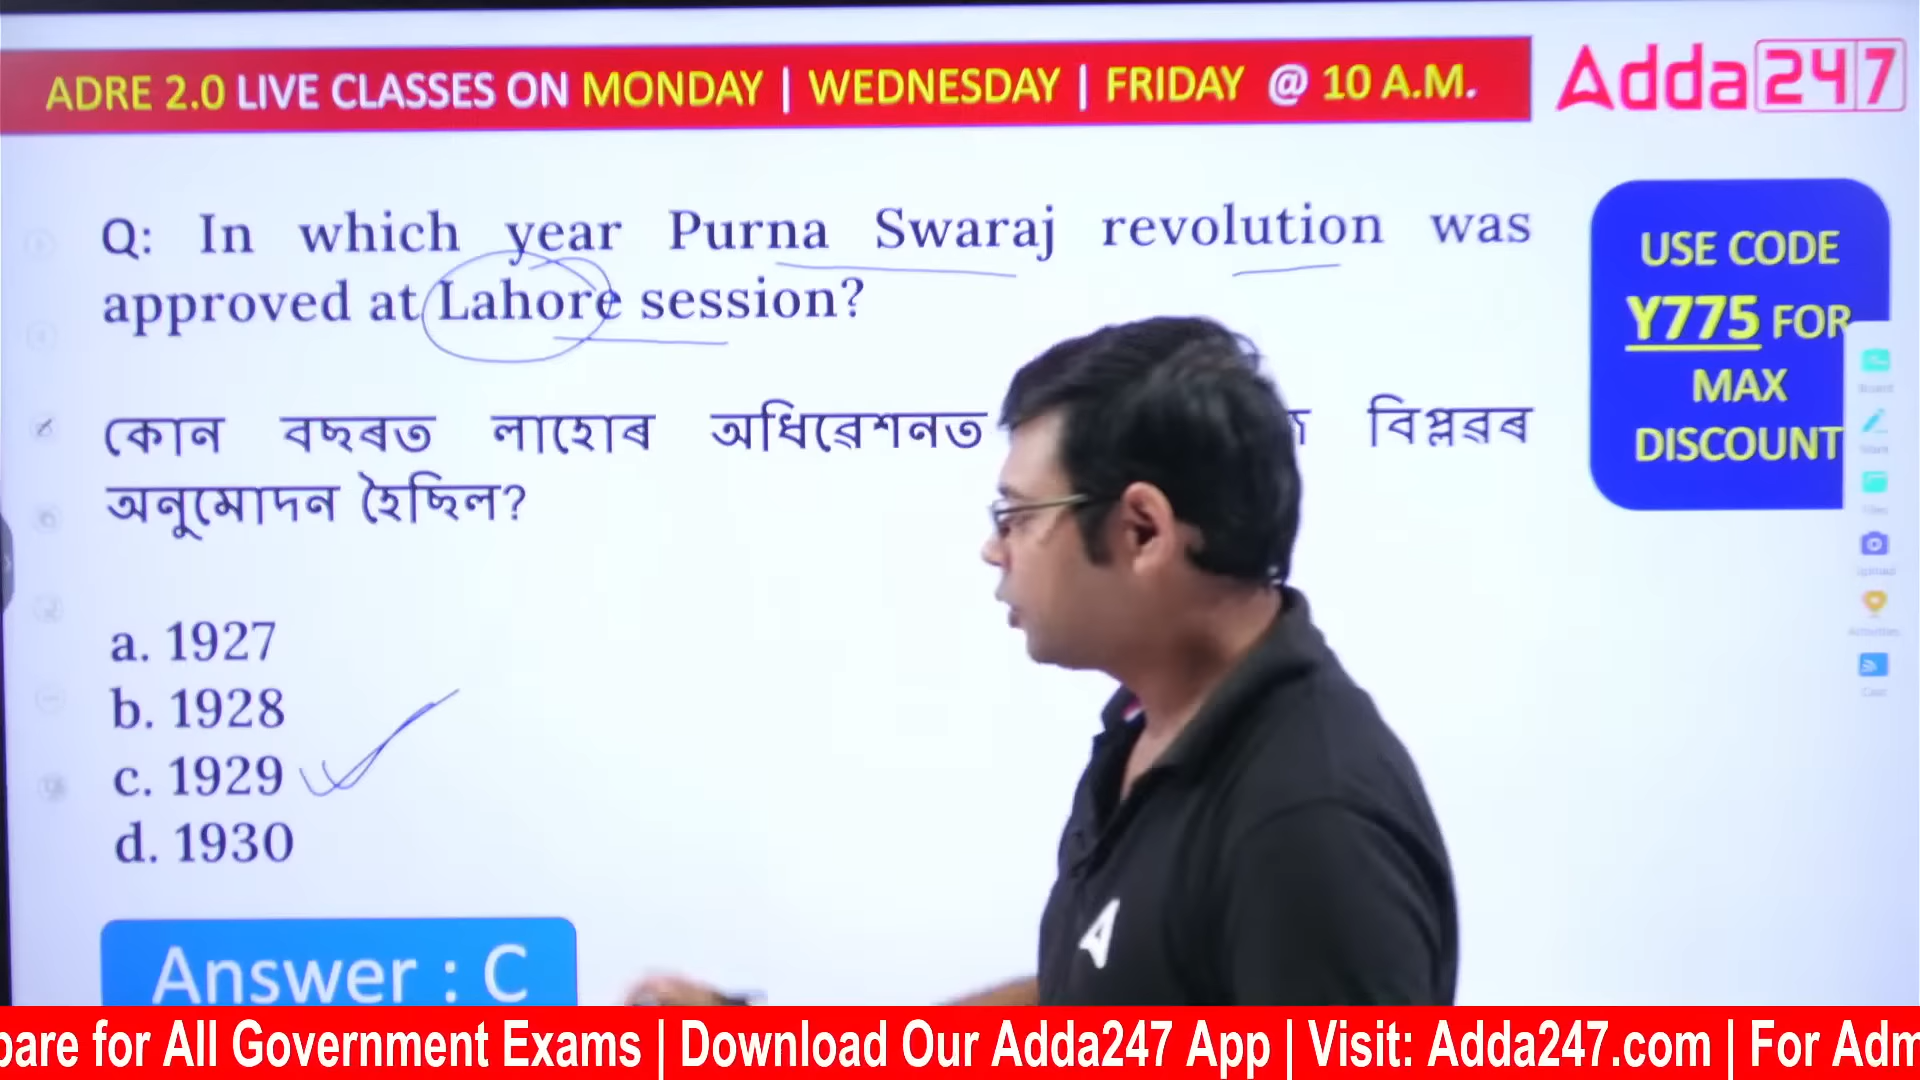 ADRE 2.0 LIVE CLASSES ON MONDAY | WEDNESDAY | FRIDAY @ 10 A.M.
Adda247
Q: In which year Purna Swaraj revolution was
approved at Lahore session?
USE CODE
Y775 FOR
MAX
DISCOUNT
কোন বছৰত লাহোৰ অধিৱেশনত বিপ্লৱৰ
অনুমোদন হৈছিল?
a. 1927
b. 1928
c. 1929
d. 1930
Answer : C
pare for All Government Exams | Download Our Adda247 App | Visit: Adda247.com | For Adm